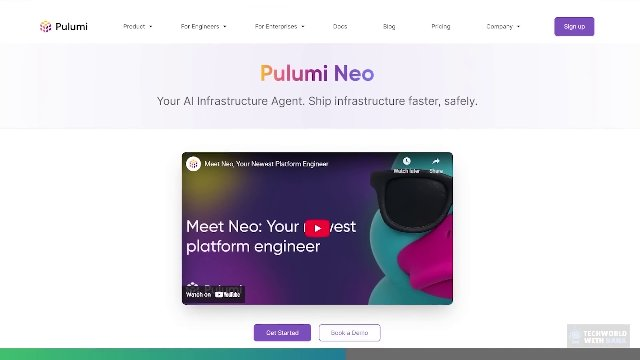 Pulumi
Product
For Engineers
For Enterprises
Docs
Blog
Pricing
Company
Sign up
Pulumi Neo
Your AI Infrastructure Agent. Ship infrastructure faster, safely.
Meet Neo, Your Newest Platform Engineer
Watch later
Share
Meet Neo: Your newest
platform engineer
Pulumi
Watch on YouTube
Get Started
Book a Demo
TECHWORLD
WITH NANA